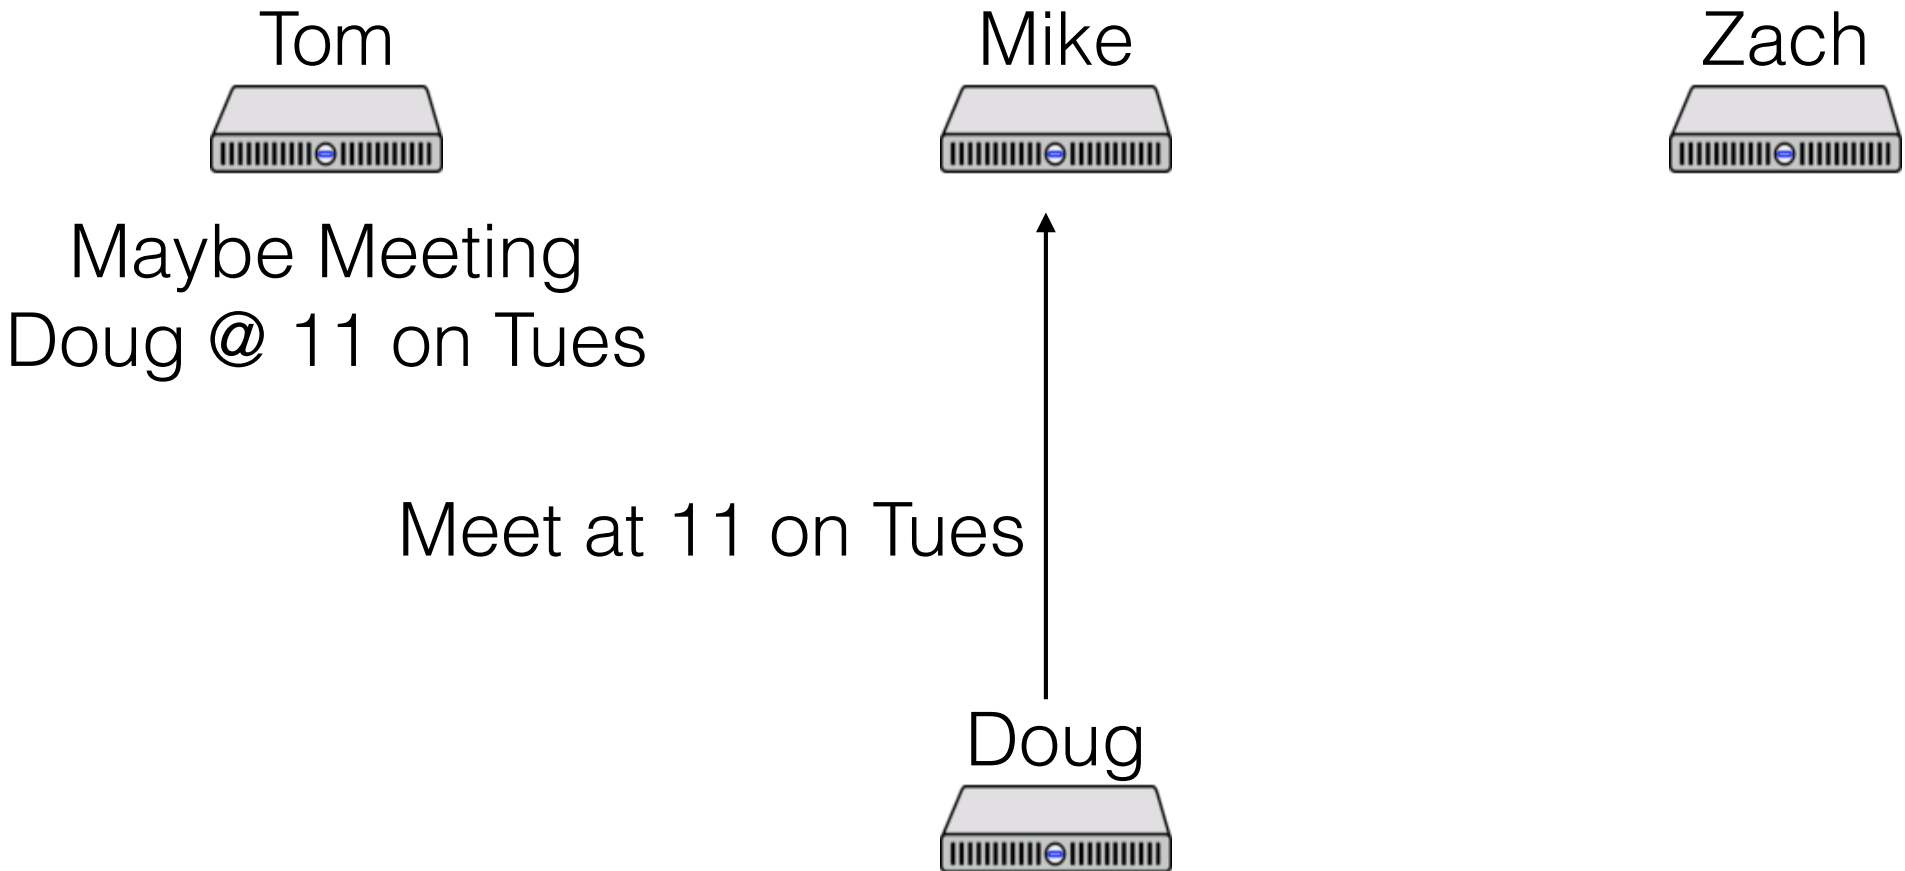 Tom
Mike
Zach
Maybe Meeting
Doug @ 11 on Tues
Meet at 11 on Tues
Doug